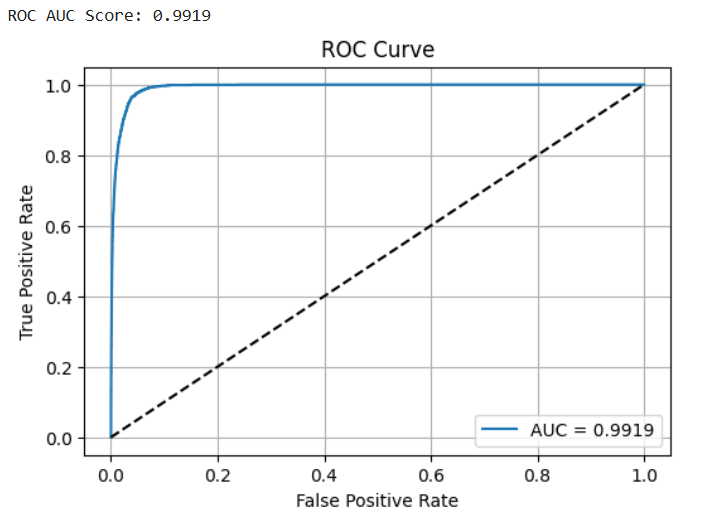 ROC AUC Score: 0.9919
ROC Curve
True Positive Rate
1.0
0.8
0.6
0.4
0.2
0.0
AUC = 0.9919
0.0 0.2 0.4 0.6 0.8 1.0
False Positive Rate